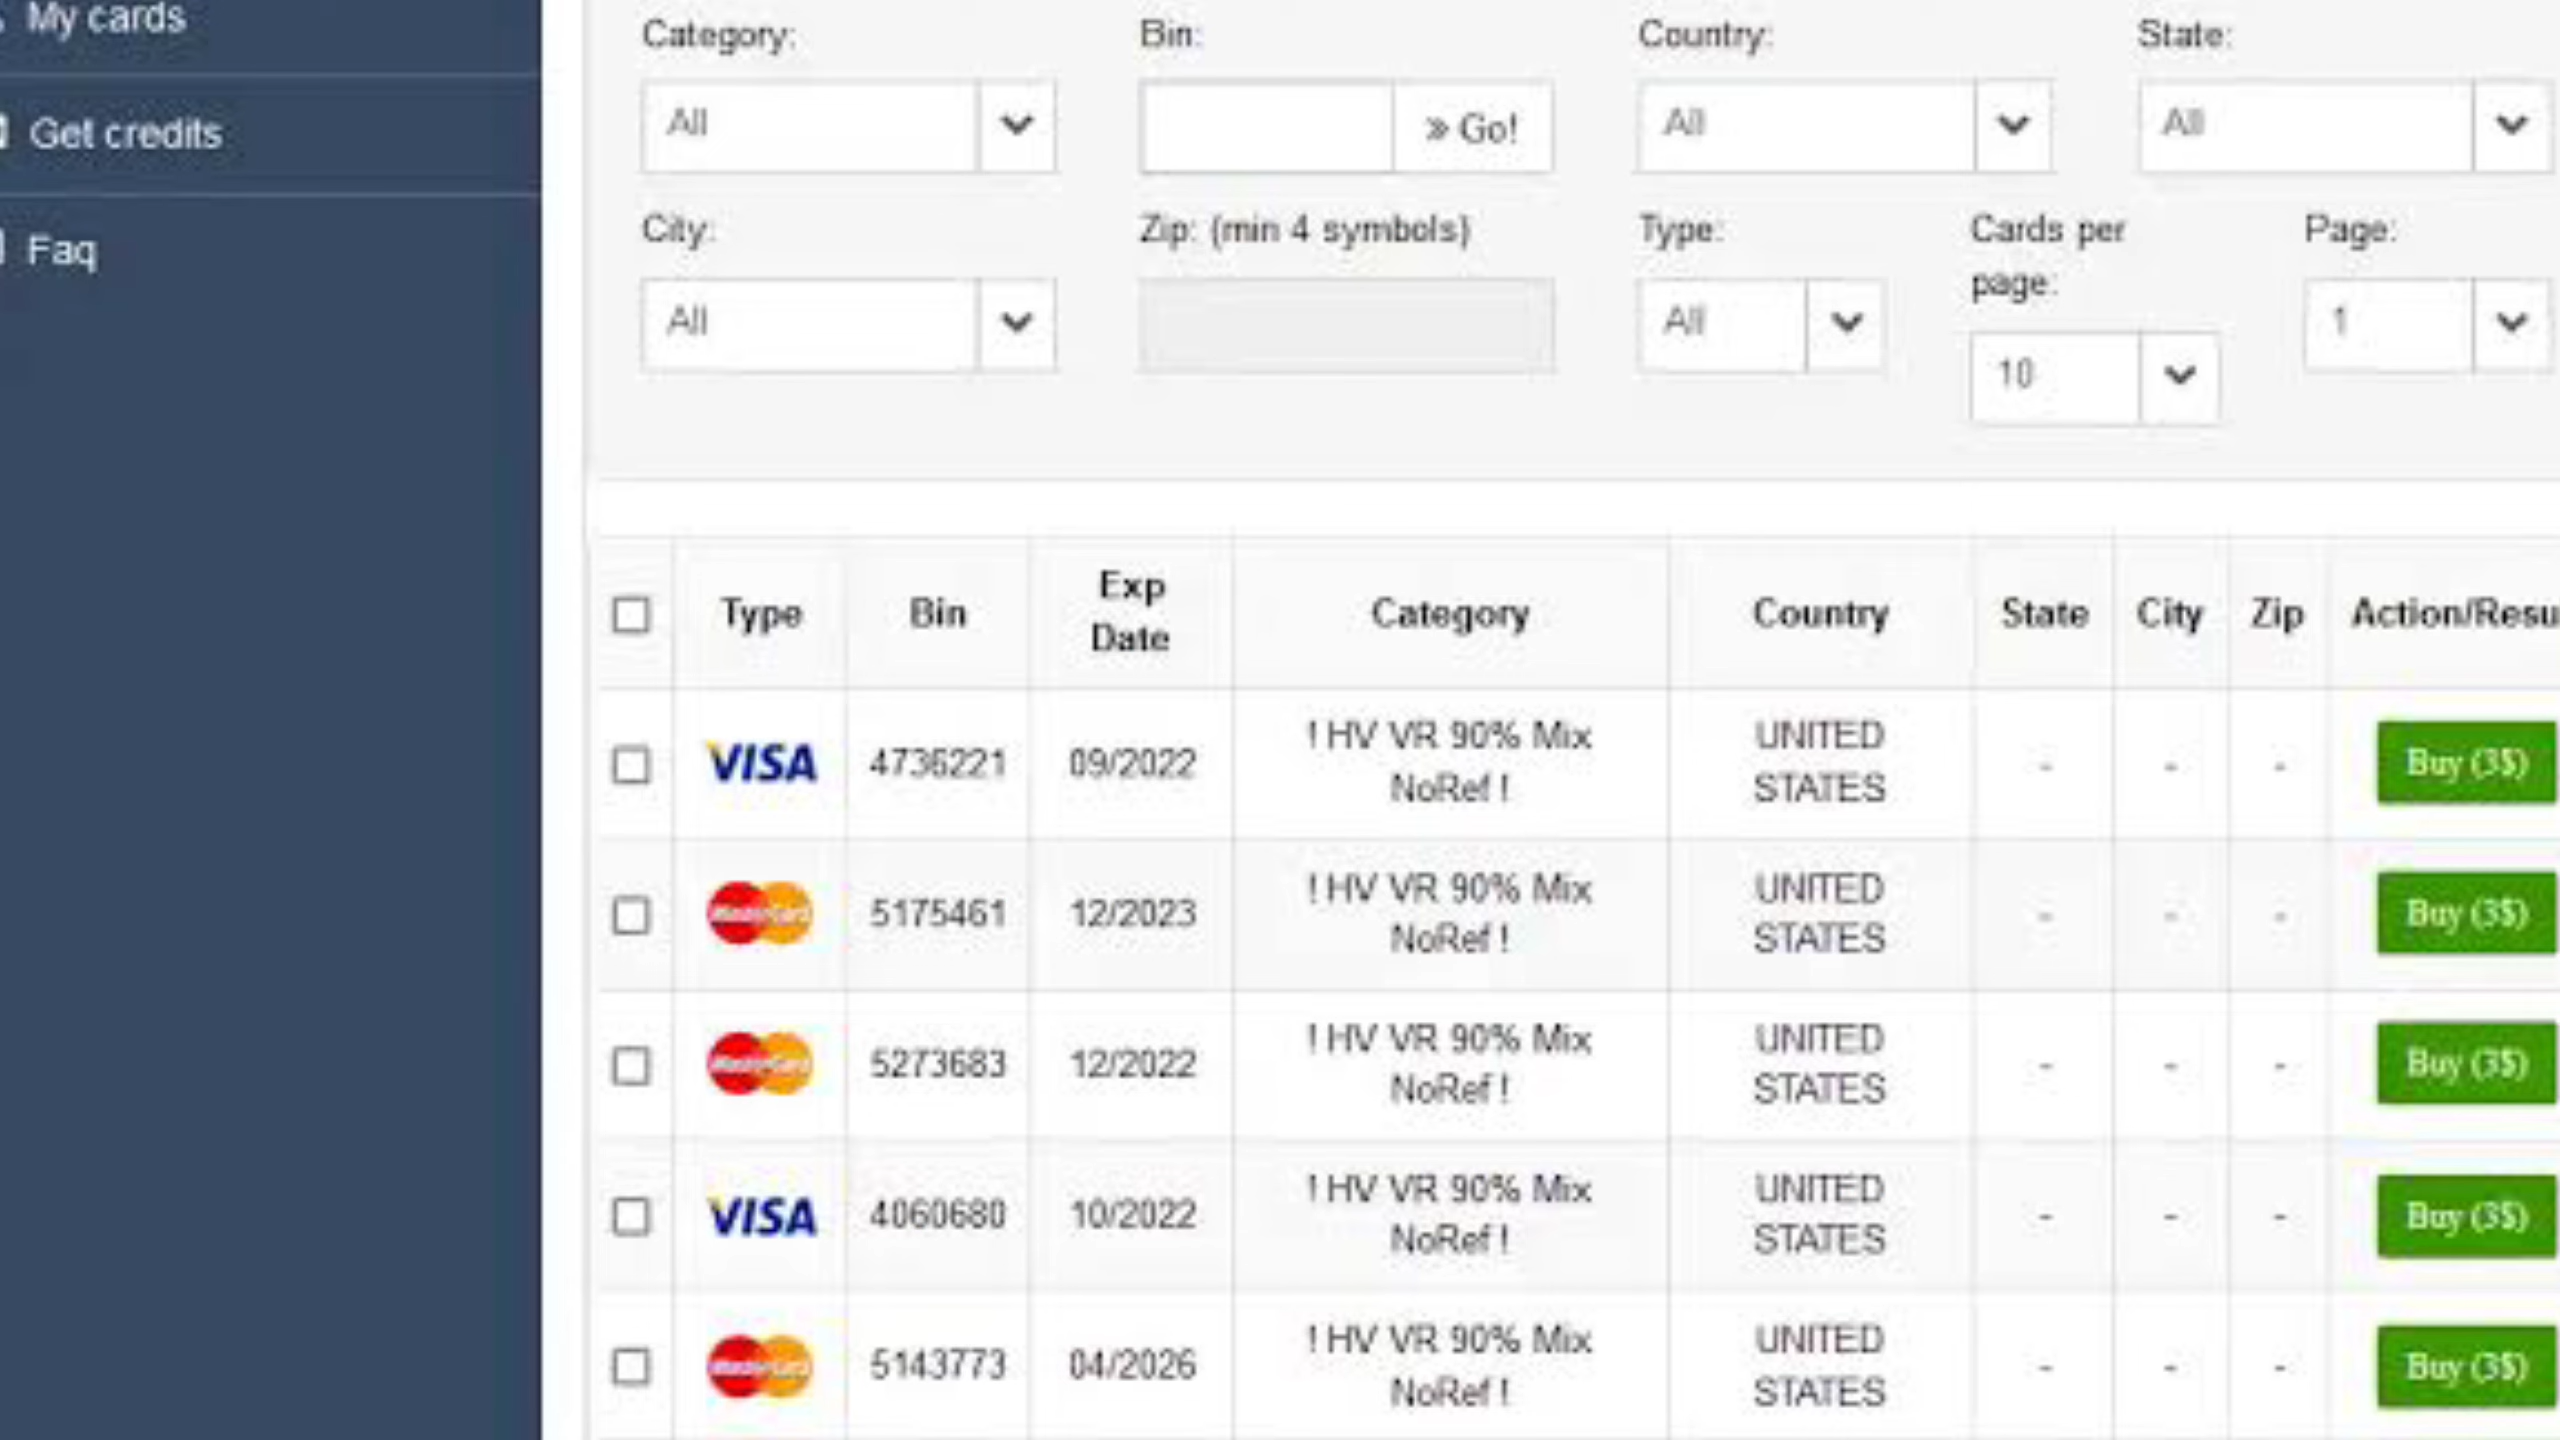 My cards
Get credits
Faq
Category: Bin: Country: State:
All » Go! All All
City: Zip: (min 4 symbols) Type: Cards per page: Page:
All All 10 1
Type Bin Exp Date Category Country State City Zip Action/Resu
VISA 4736221 09/2022 ! HV VR 90% Mix NoRef ! UNITED STATES - - - Buy (3$)
MasterCard 5175461 12/2023 ! HV VR 90% Mix NoRef ! UNITED STATES - - - Buy (3$)
MasterCard 5273683 12/2022 ! HV VR 90% Mix NoRef ! UNITED STATES - - - Buy (3$)
VISA 4060680 10/2022 ! HV VR 90% Mix NoRef ! UNITED STATES - - - Buy (3$)
MasterCard 5143773 04/2026 ! HV VR 90% Mix NoRef ! UNITED STATES - - - Buy (3$)